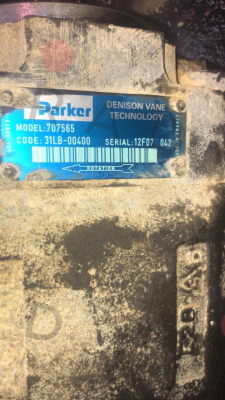 Parker
DENISON VANE
TECHNOLOGY
MODEL:707565
CODE: 31LB-00400 SERIAL:12F07 042
ROTATION